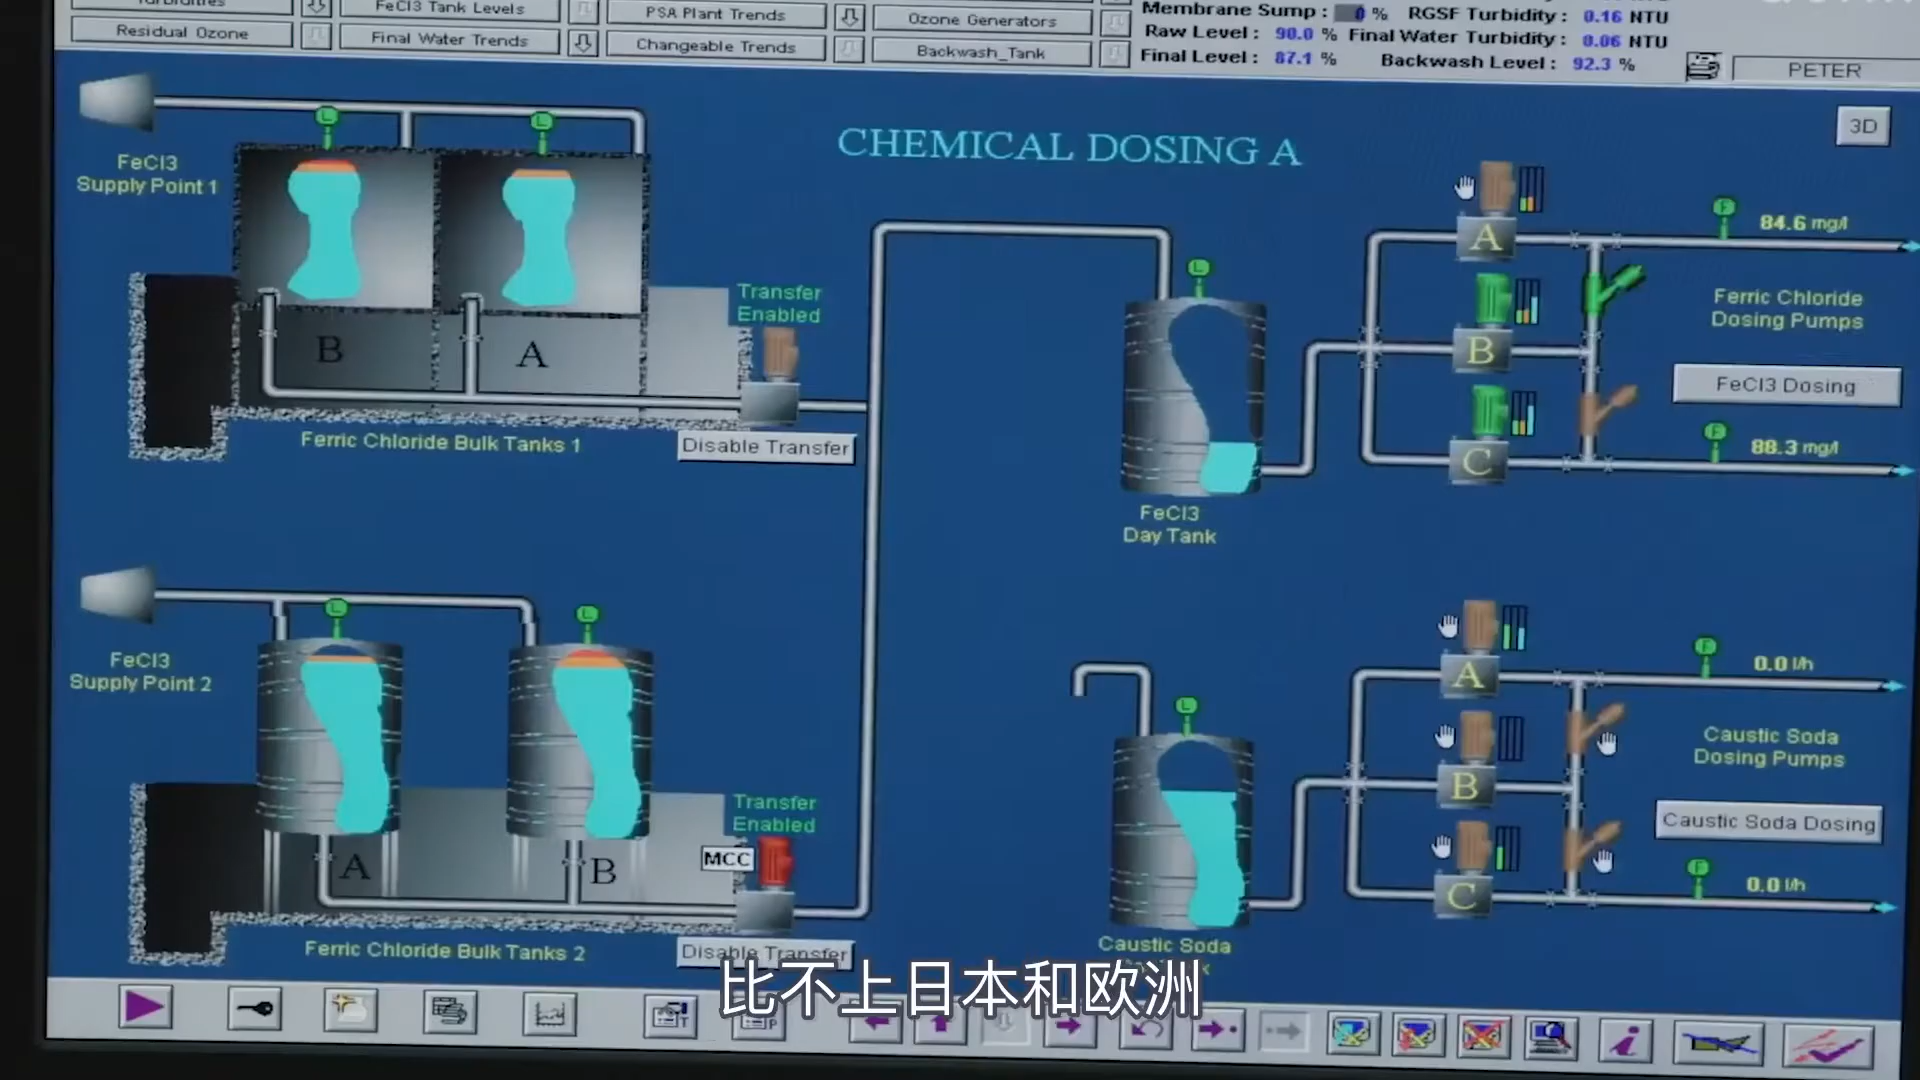 Residual Ozone
FeCl3 Tank Levels
Final Water Trends
PSA Plant Trends
Changeable Trends
Ozone Generators
Backwash_Tank
Membrane Sump : 0 %
RGSF Turbidity : 0.16 NTU
Raw Level : 90.0 %
Final Water Turbidity : 0.06 NTU
Final Level : 87.1 %
Backwash Level : 92.3 %
PETER
3D
CHEMICAL DOSING A
FeCl3
Supply Point 1
L
L
B
A
Transfer
Enabled
Ferric Chloride Bulk Tanks 1
Disable Transfer
L
FeCl3
Day Tank
A
F
84.6 mg/l
B
Ferric Chloride
Dosing Pumps
FeCl3 Dosing
C
F
88.3 mg/l
FeCl3
Supply Point 2
L
L
A
B
Transfer
Enabled
MCC
Ferric Chloride Bulk Tanks 2
Disable Transfer
L
Caustic Soda
A
F
0.0 l/h
B
Caustic Soda
Dosing Pumps
Caustic Soda Dosing
C
F
0.0 l/h
比不上日本和欧洲
T
P